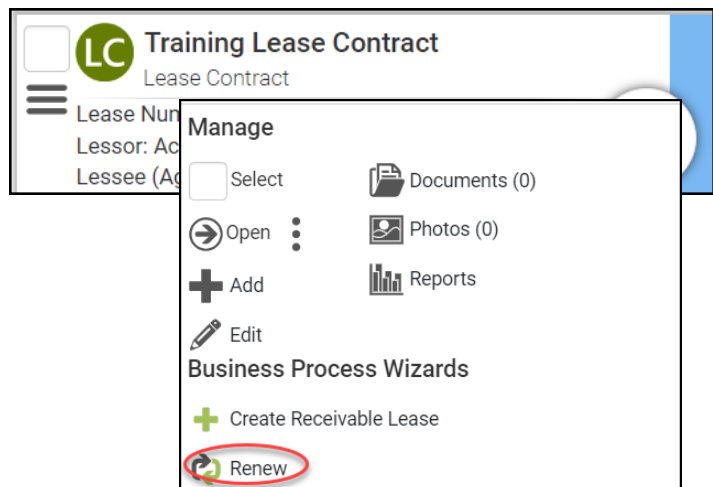 LC
Training Lease Contract
Lease Contract
Lease Num
Lessor: Ac
Lessee (Ag
Manage
Select
Documents (0)
Open
Photos (0)
Add
Reports
Edit
Business Process Wizards
Create Receivable Lease
Renew